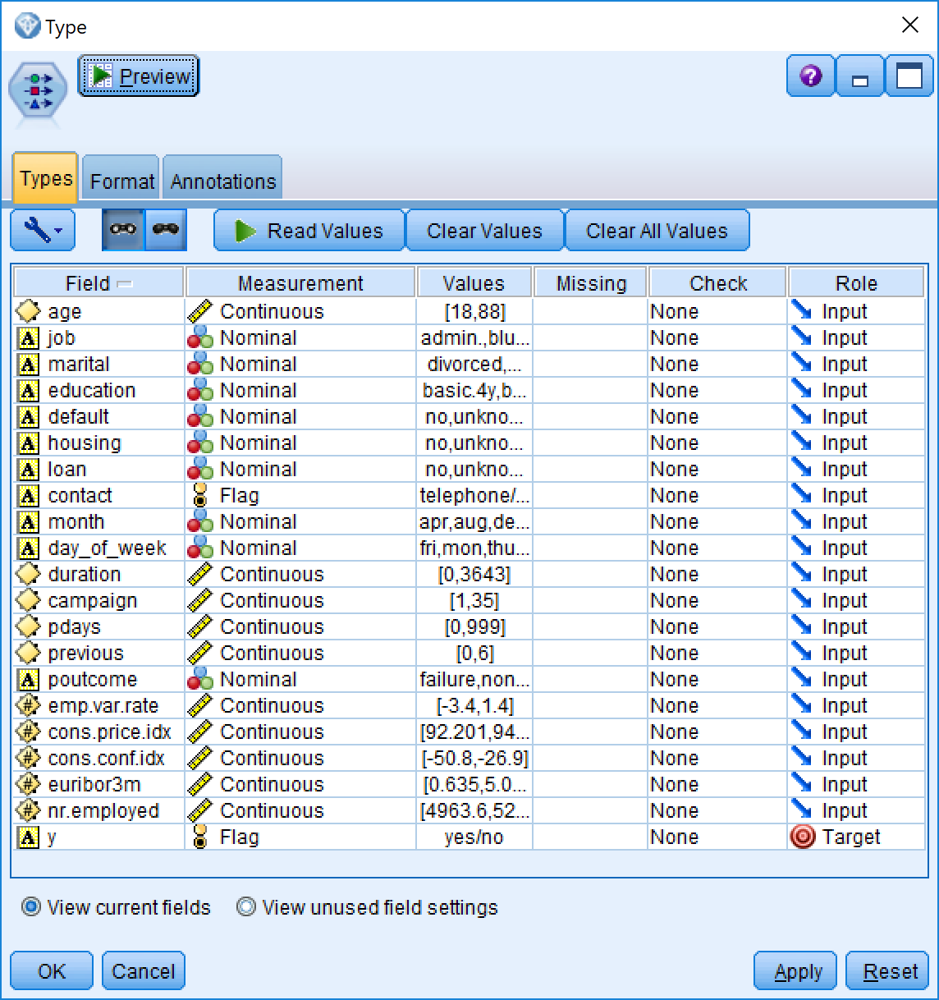 Type
Preview
Types Format Annotations
Read Values Clear Values Clear All Values
Field Measurement Values Missing Check Role
age Continuous [18,88] None Input
A job Nominal admin.,blu... None Input
A marital Nominal divorced,... None Input
A education Nominal basic.4y,b... None Input
A default Nominal no,unkno... None Input
A housing Nominal no,unkno... None Input
A loan Nominal no,unkno... None Input
A contact Flag telephone/... None Input
A month Nominal apr,aug,de... None Input
A day_of_week Nominal fri,mon,thu... None Input
duration Continuous [0,3643] None Input
campaign Continuous [1,35] None Input
pdays Continuous [0,999] None Input
previous Continuous [0,6] None Input
A poutcome Nominal failure,non... None Input
# emp.var.rate Continuous [-3.4,1.4] None Input
# cons.price.idx Continuous [92.201,94... None Input
# cons.conf.idx Continuous [-50.8,-26.9] None Input
# euribor3m Continuous [0.635,5.0... None Input
# nr.employed Continuous [4963.6,52... None Input
A y Flag yes/no None Target
View current fields View unused field settings
OK Cancel Apply Reset